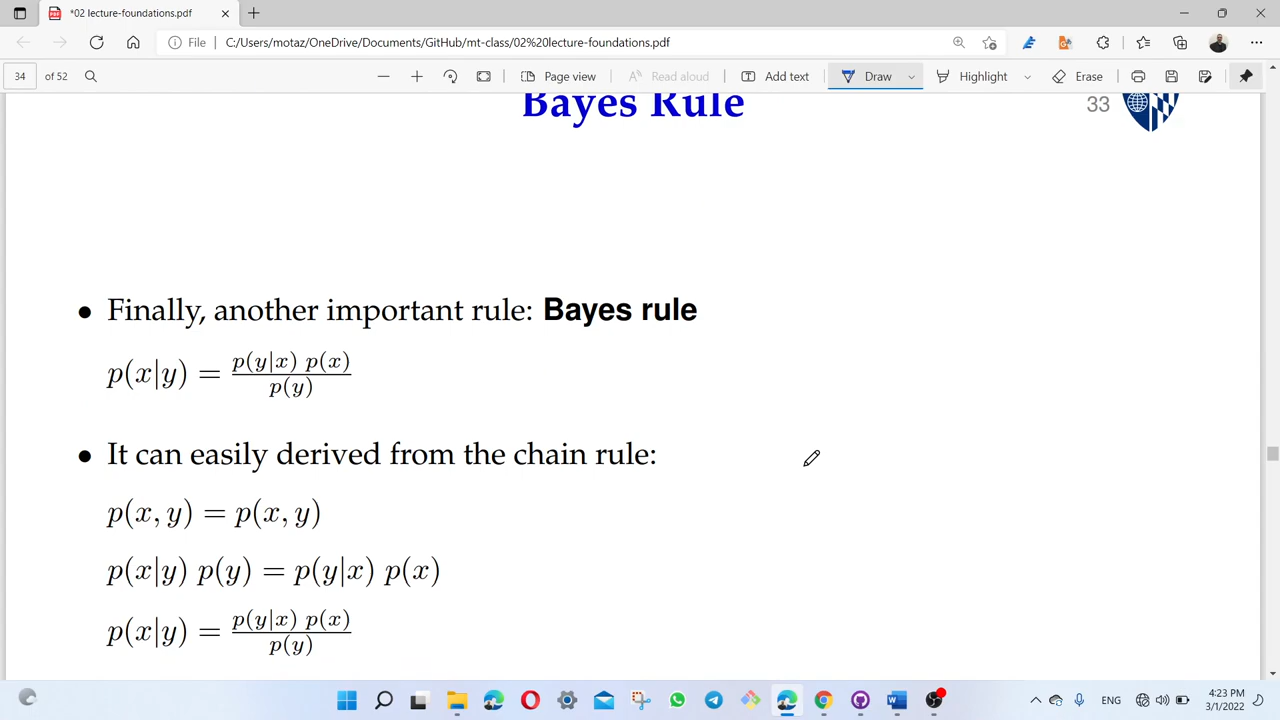 *02 lecture-foundations.pdf
File C:/Users/motaz/OneDrive/Documents/GitHub/mt-class/02%20lecture-foundations.pdf
34 of 52 Page view Read aloud Add text Draw Highlight Erase
Bayes Rule 33
• Finally, another important rule: Bayes rule
p(x|y) = p(y|x) p(x) / p(y)
• It can easily derived from the chain rule:
p(x, y) = p(x, y)
p(x|y) p(y) = p(y|x) p(x)
p(x|y) = p(y|x) p(x) / p(y)
ENG 4:23 PM
3/1/2022